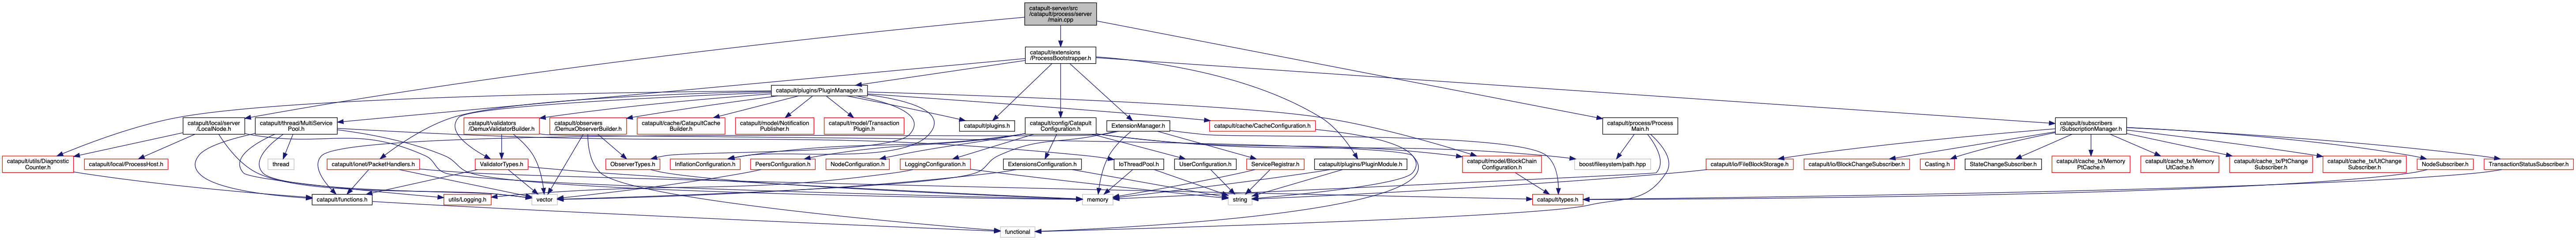 catapult-server/src
/catapult/process/server
/main.cpp
catapult/extensions
/ProcessBootstrapper.h
catapult/plugins/PluginManager.h
catapult/local/server
/LocalNode.h
catapult/thread/MultiService
Pool.h
catapult/validators
/DemuxValidatorBuilder.h
catapult/observers
/DemuxObserverBuilder.h
catapult/cache/CatapultCache
Builder.h
catapult/model/Notification
Publisher.h
catapult/model/Transaction
Plugin.h
catapult/plugins.h
catapult/config/Catapult
Configuration.h
ExtensionManager.h
catapult/cache/CacheConfiguration.h
catapult/process/Process
Main.h
catapult/subscribers
/SubscriptionManager.h
catapult/utils/Diagnostic
Counter.h
catapult/local/ProcessHost.h
thread
catapult/ionet/PacketHandlers.h
ValidatorTypes.h
ObserverTypes.h
InflationConfiguration.h
PeersConfiguration.h
NodeConfiguration.h
LoggingConfiguration.h
ExtensionsConfiguration.h
IoThreadPool.h
UserConfiguration.h
ServiceRegistrar.h
catapult/plugins/PluginModule.h
catapult/model/BlockChain
Configuration.h
boost/filesystem/path.hpp
catapult/io/FileBlockStorage.h
catapult/io/BlockChangeSubscriber.h
Casting.h
StateChangeSubscriber.h
catapult/cache_tx/Memory
PtCache.h
catapult/cache_tx/Memory
UtCache.h
catapult/cache_tx/PtChange
Subscriber.h
catapult/cache_tx/UtChange
Subscriber.h
NodeSubscriber.h
TransactionStatusSubscriber.h
catapult/functions.h
utils/Logging.h
vector
memory
string
catapult/types.h
functional